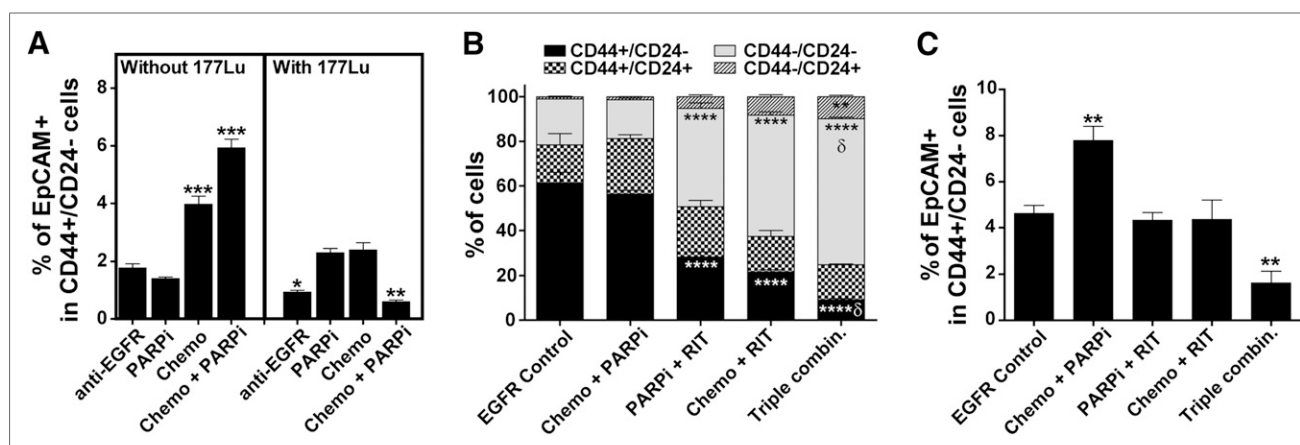 A
% of EpCAM+
in CD44+/CD24- cells
8
6
4
2
0
Without 177Lu
With 177Lu
***
***
*
**
anti-EGFR
PARPi
Chemo
Chemo + PARPi
anti-EGFR
PARPi
Chemo
Chemo + PARPi
B
CD44+/CD24-
CD44-/CD24-
CD44+/CD24+
CD44-/CD24+
% of cells
100
80
60
40
20
0
**
****
****
****
δ
****
****
****δ
EGFR Control
Chemo + PARPi
PARPi + RIT
Chemo + RIT
Triple combin.
C
% of EpCAM+
in CD44+/CD24- cells
10
8
6
4
2
0
**
**
EGFR Control
Chemo + PARPi
PARPi + RIT
Chemo + RIT
Triple combin.